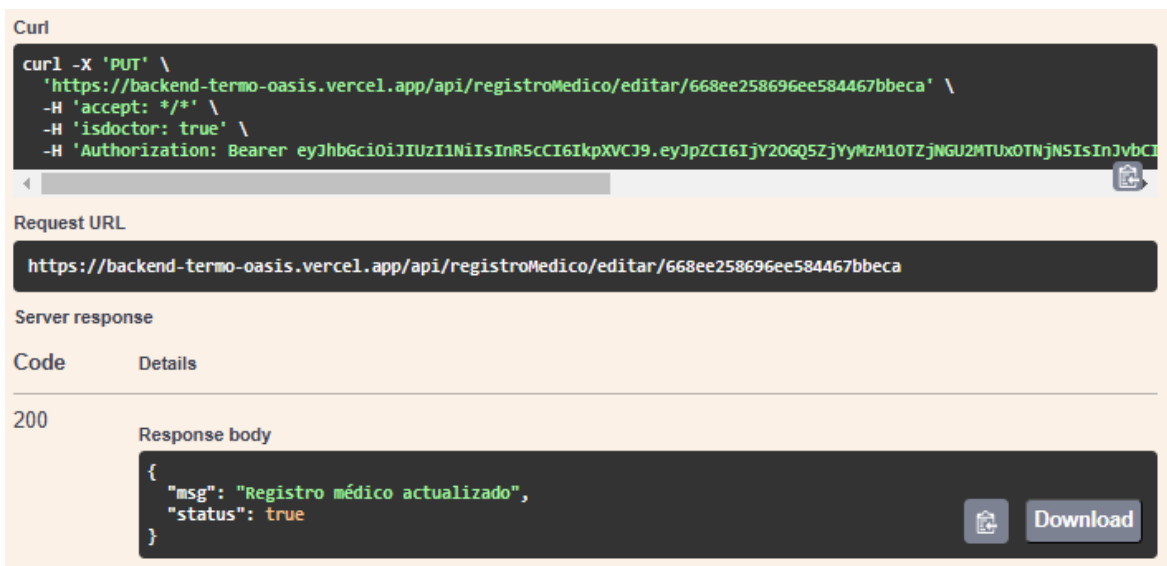 Curl
curl -X 'PUT' \
'https://backend-termo-oasis.vercel.app/api/registroMedico/editar/668ee258696ee584467bbeca' \
-H 'accept: */*' \
-H 'isdoctor: true' \
-H 'Authorization: Bearer eyJhbGciOiJIUzI1NiIsInR5cCI6IkpXVCJ9.eyJpZCI6IjY2OGQ5ZjYyMzM1OTZjNGU2MTUxOTNjNSIsInJvbCI
Request URL
https://backend-termo-oasis.vercel.app/api/registroMedico/editar/668ee258696ee584467bbeca
Server response
Code Details
200
Response body
{
"msg": "Registro médico actualizado",
"status": true
}
Download